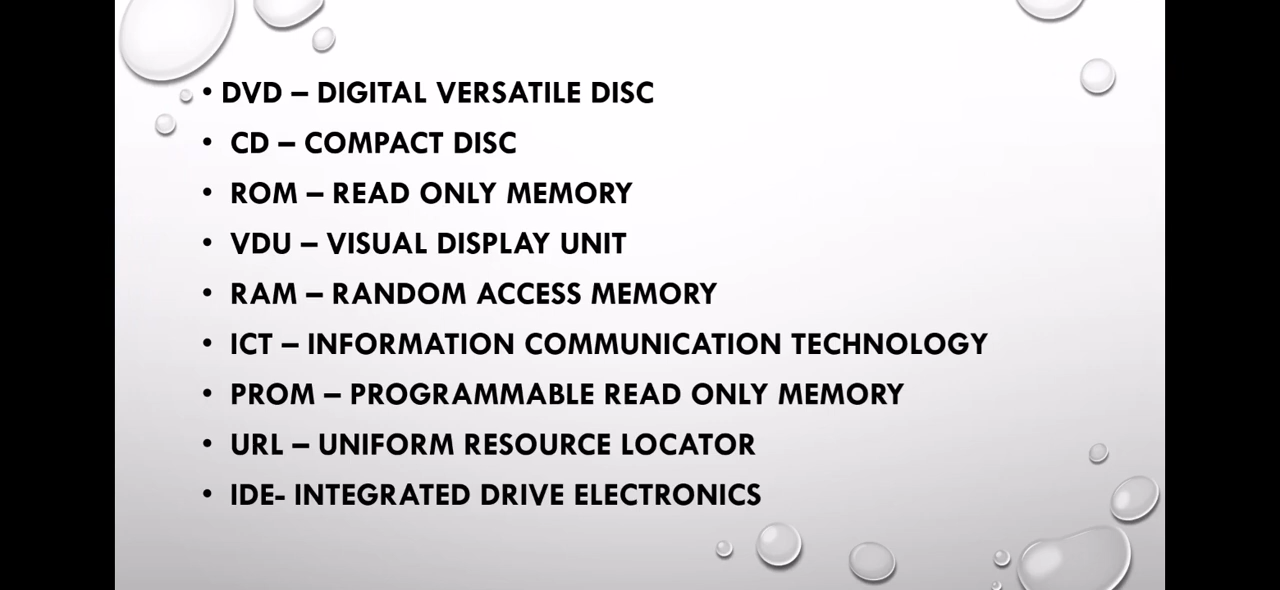 • DVD – DIGITAL VERSATILE DISC
• CD – COMPACT DISC
• ROM – READ ONLY MEMORY
• VDU – VISUAL DISPLAY UNIT
• RAM – RANDOM ACCESS MEMORY
• ICT – INFORMATION COMMUNICATION TECHNOLOGY
• PROM – PROGRAMMABLE READ ONLY MEMORY
• URL – UNIFORM RESOURCE LOCATOR
• IDE- INTEGRATED DRIVE ELECTRONICS